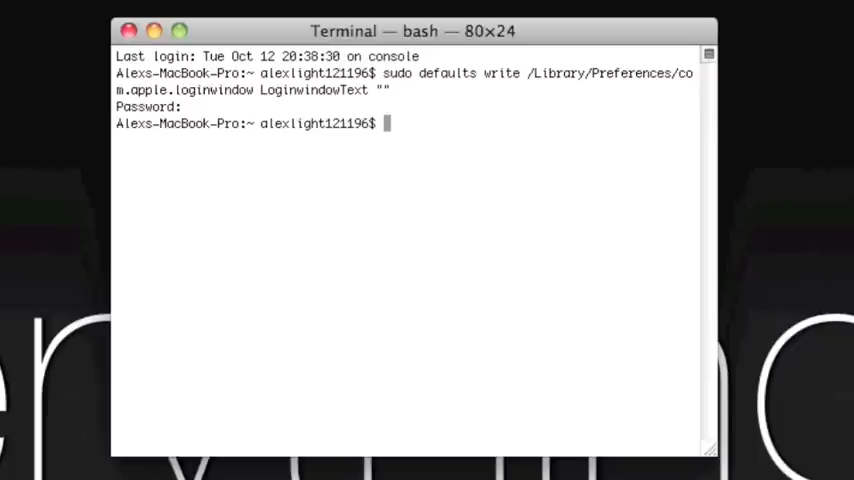 Terminal — bash — 80×24
Last login: Tue Oct 12 20:38:30 on console
Alexs-MacBook-Pro:~ alexlight121196$ sudo defaults write /Library/Preferences/co
m.apple.loginwindow LoginwindowText ""
Password:
Alexs-MacBook-Pro:~ alexlight121196$